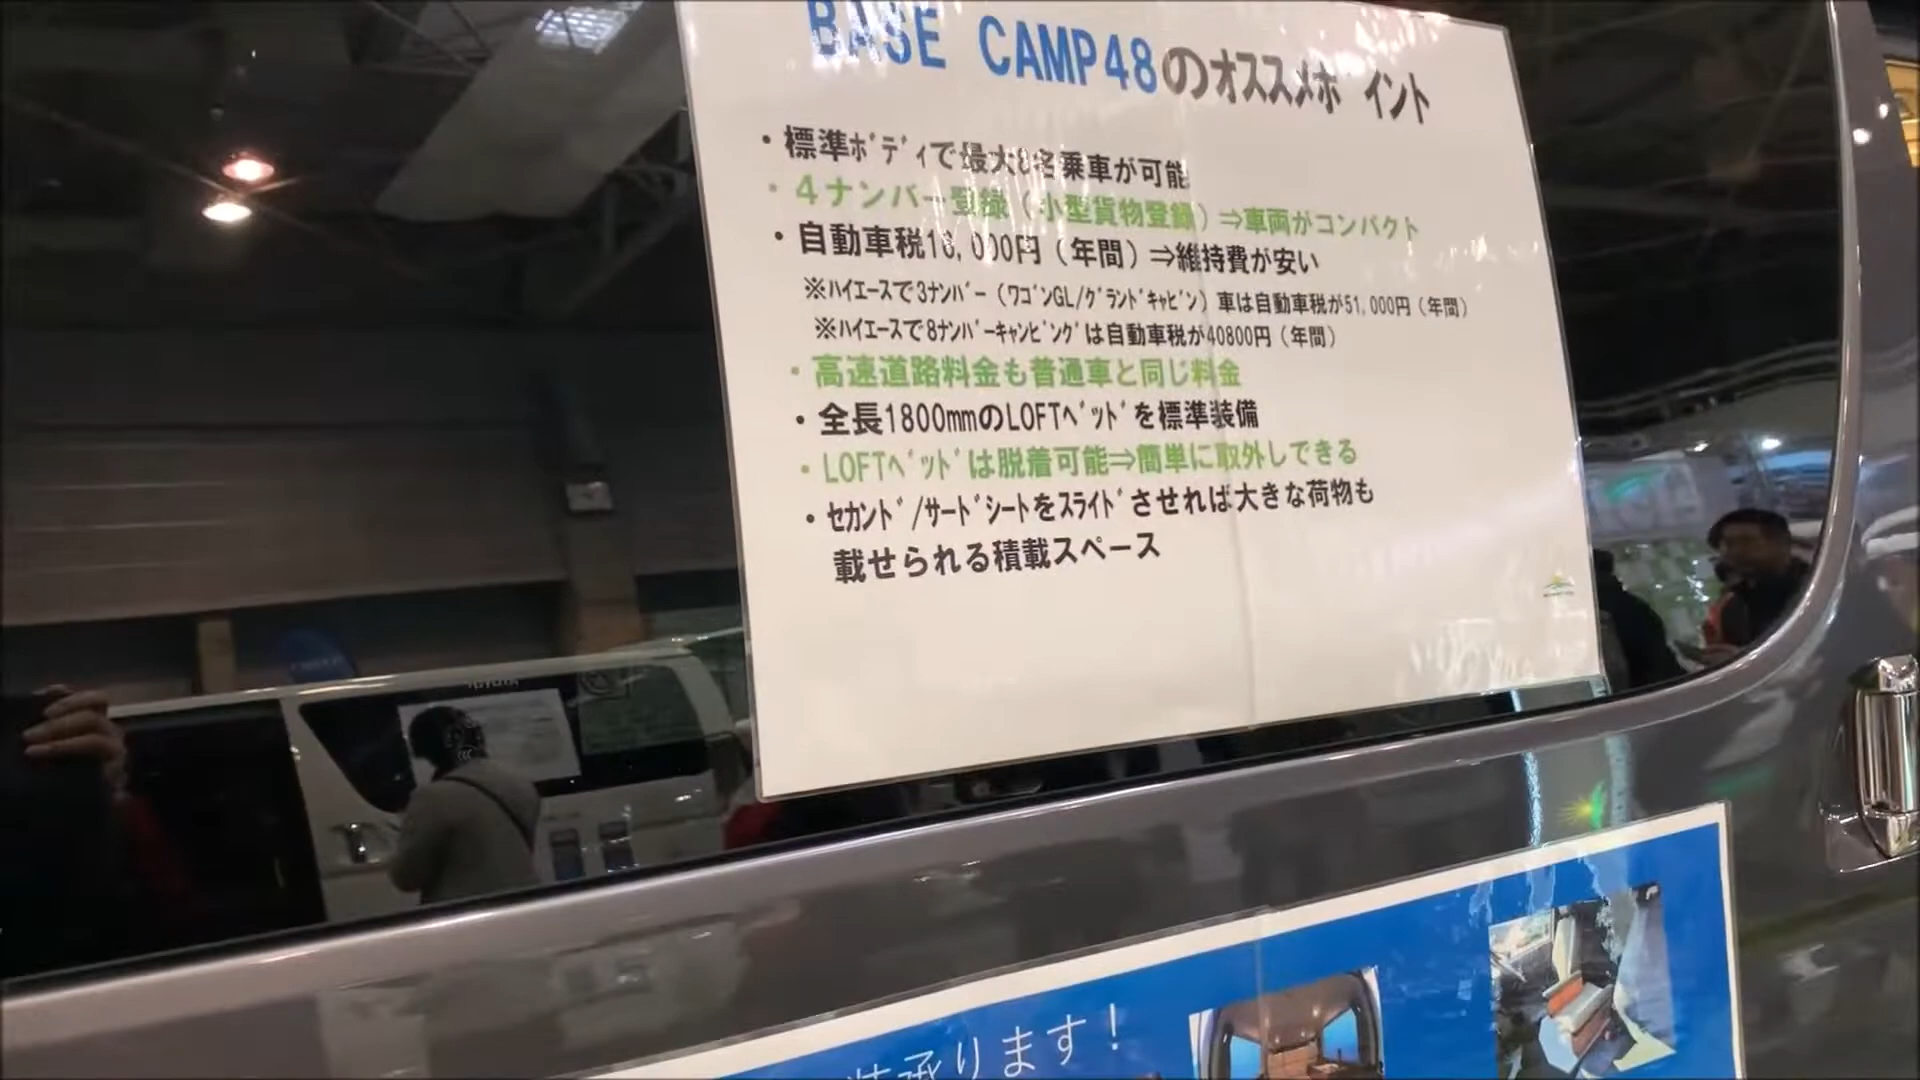 BASE CAMP48のオススメポイント
・標準ボディで最大8名乗車が可能
・4ナンバー登録（小型貨物登録）⇒車両がコンパクト
・自動車税16,000円（年間）⇒維持費が安い
※ハイエースで3ナンバー（ワゴンGL/グランドキャビン）車は自動車税が51,000円（年間）
※ハイエースで8ナンバーキャンピングは自動車税が40800円（年間）
・高速道路料金も普通車と同じ料金
・全長1800mmのLOFTベッドを標準装備
・LOFTベッドは脱着可能⇒簡単に取外しできる
・セカンド/サードシートをスライドさせれば大きな荷物も
載せられる積載スペース
承ります！